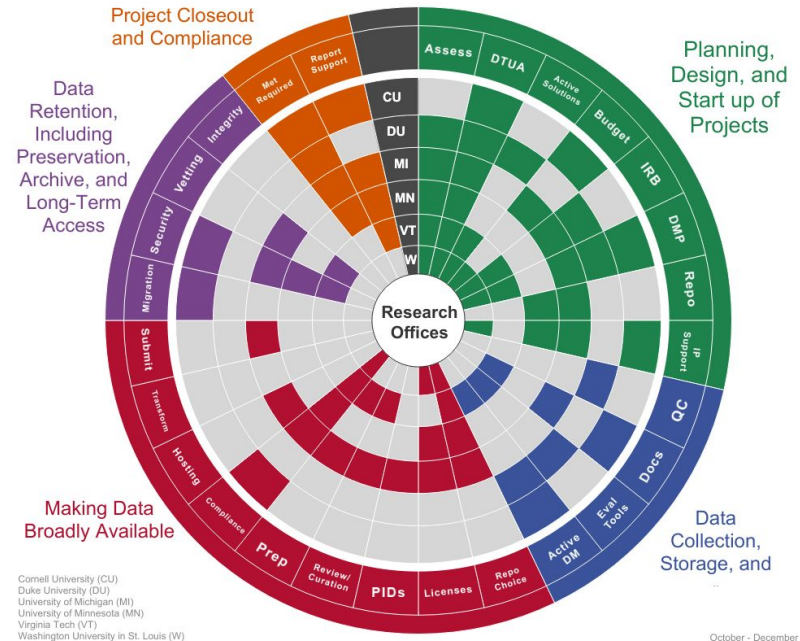 Project Closeout
and Compliance
Planning,
Design, and
Start up of
Projects
Data
Retention,
Including
Preservation,
Archive, and
Long-Term
Access
Making Data
Broadly Available
Data
Collection,
Storage, and
Assess
DTUA
Active
Solutions
Budget
IRB
DMP
Repo
IP
Support
QC
Docs
Eval
Tools
Active
DM
Repo
Choice
Licenses
PIDs
Review/
Curation
Prep
Compliance
Hosting
Transform
Submit
Migration
Security
Vetting
Integrity
Met
Required
Report
Support
CU
DU
MI
MN
VT
W
Research
Offices
Cornell University (CU)
Duke University (DU)
University of Michigan (MI)
University of Minnesota (MN)
Virginia Tech (VT)
Washington University in St. Louis (W)
October - December